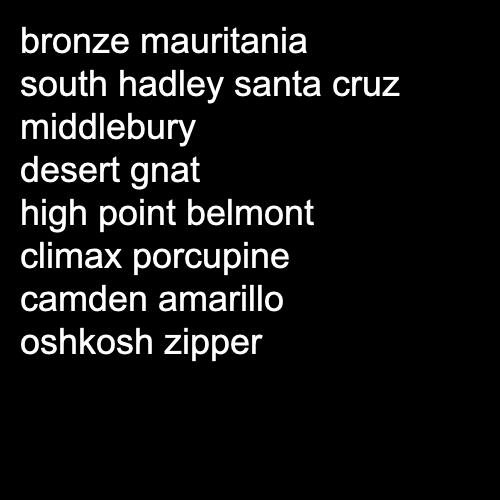 bronze mauritania
south hadley santa cruz
middlebury
desert gnat
high point belmont
climax porcupine
camden amarillo
oshkosh zipper